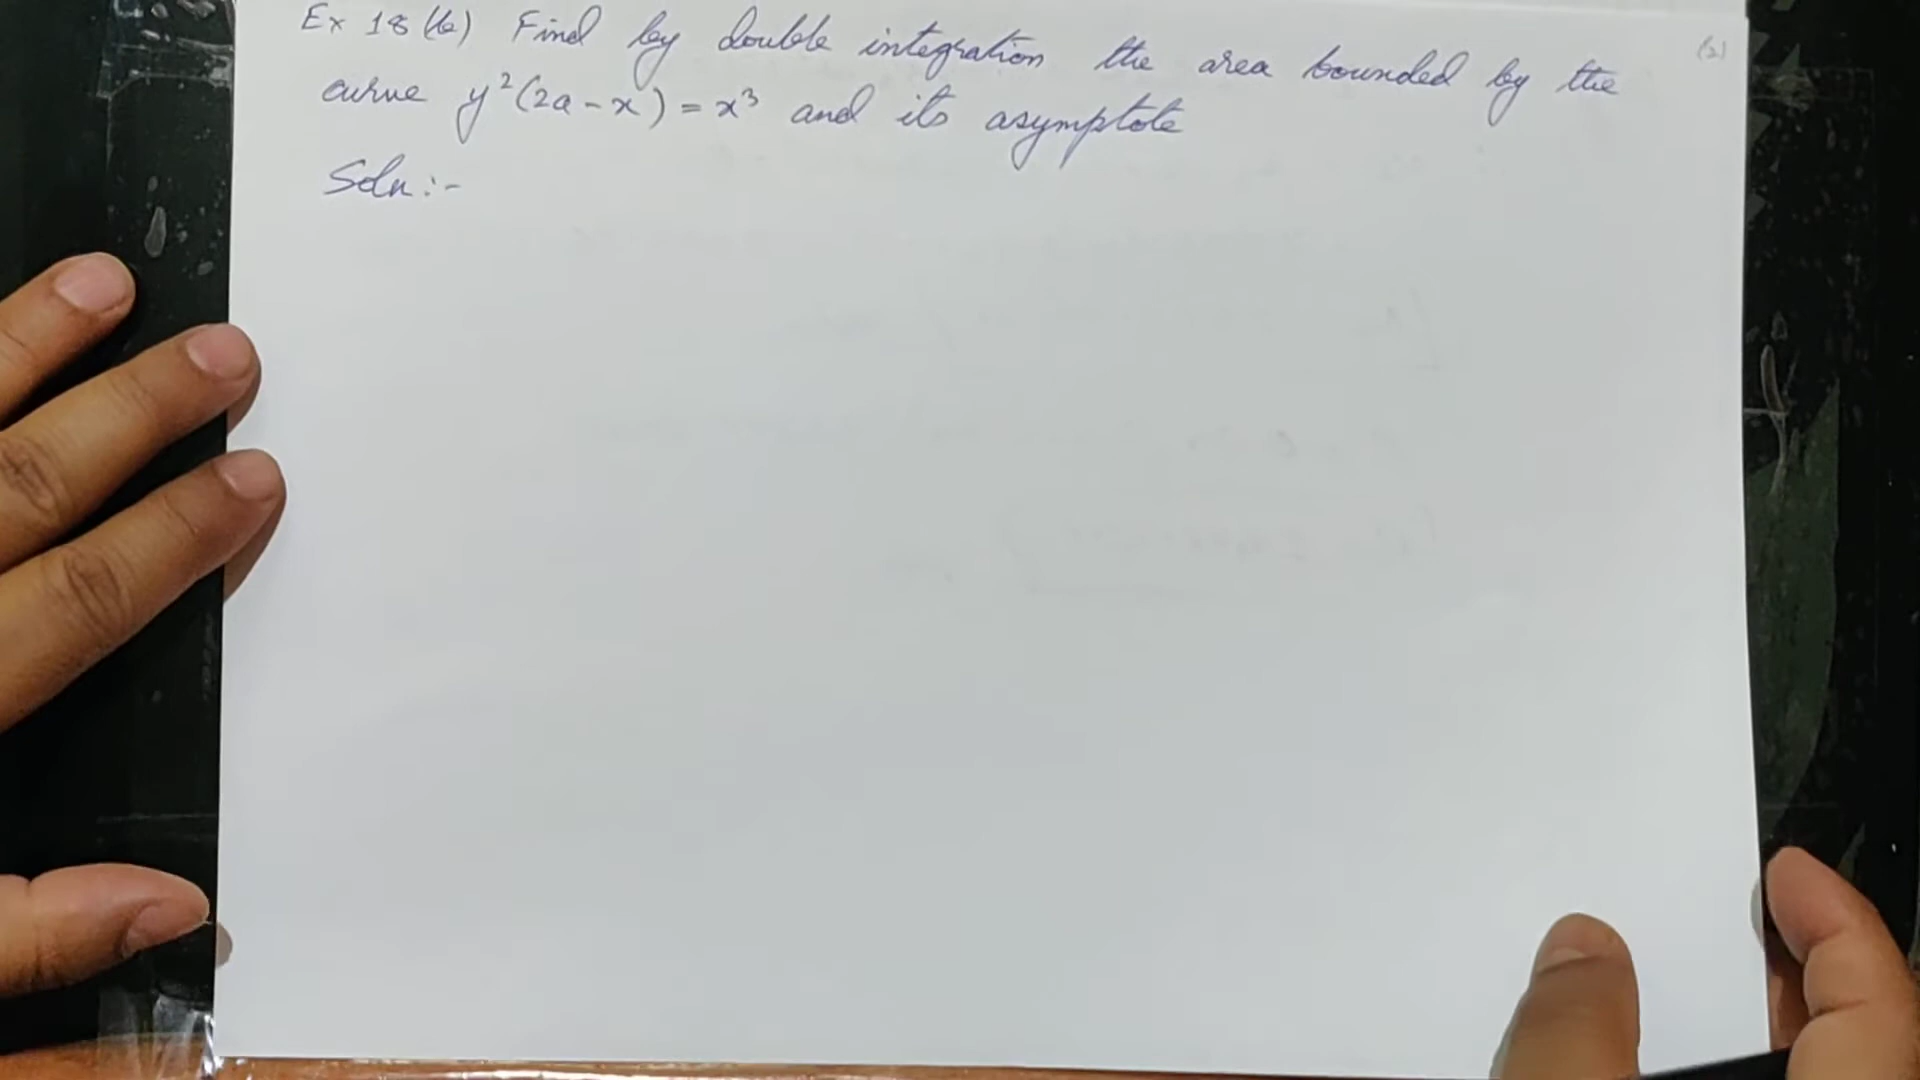 Ex 18 (b) Find by double integration the area bounded by the
curve y²(2a - x) = x³ and its asymptote
Soln :-
(2)